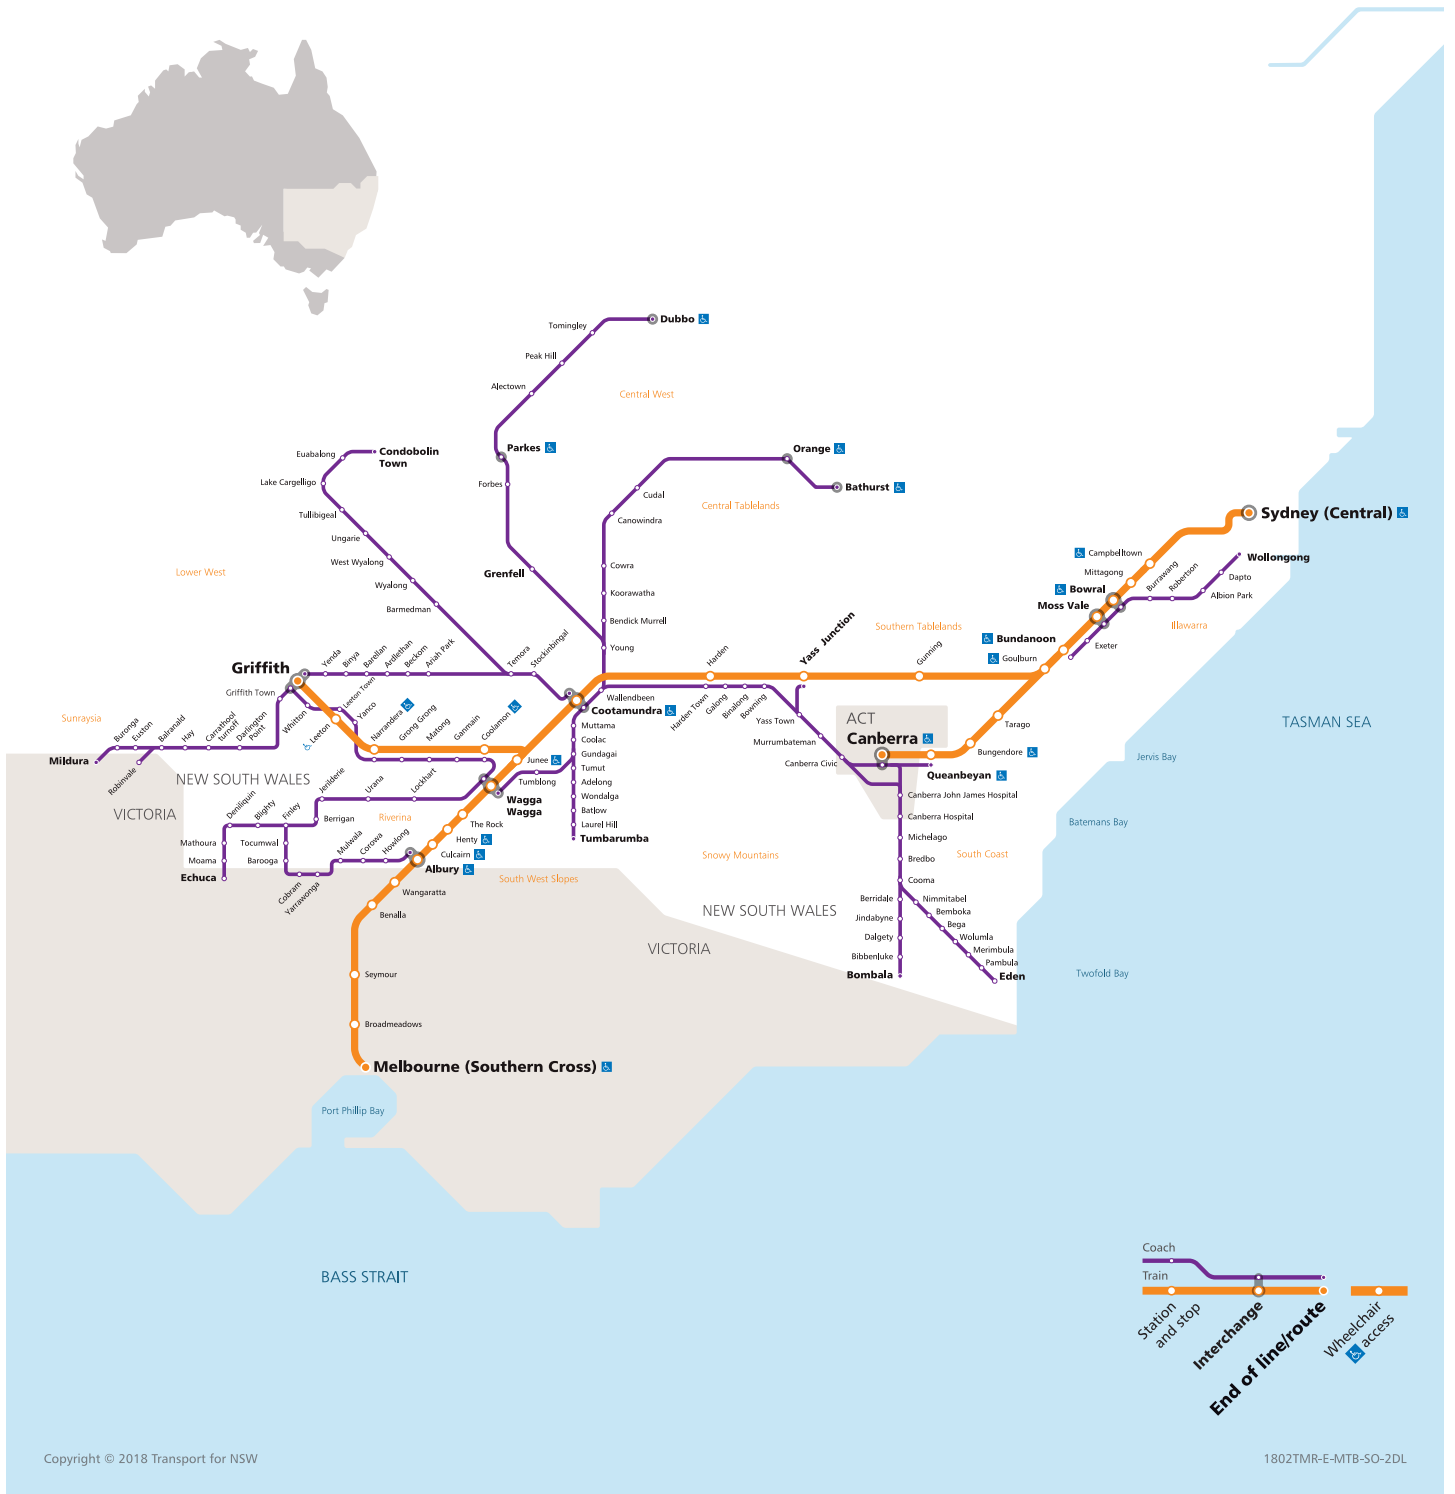 Tomingley
Dubbo
Peak Hill
Alectown
Central West
Parkes
Forbes
Grenfell
Euabalong
Condobolin
Town
Lake Cargelligo
Tullibigeal
Ungarie
West Wyalong
Wyalong
Barmedman
Lower West
Orange
Bathurst
Cudal
Canowindra
Central Tablelands
Cowra
Koorawatha
Bendick Murrell
Young
Sydney (Central)
Campbelltown
Mittagong
Bowral
Moss Vale
Bundanoon
Goulburn
Exeter
Burrawang
Robertson
Albion Park
Dapto
Wollongong
Illawarra
Southern Tablelands
Gunning
Yass Junction
Harden
Griffith
Yenda
Binya
Barellan
Ardlethan
Beckom
Ariah Park
Temora
Stockinbingal
Griffith Town
Whitton
Leeton
Leeton Town
Yanco
Narrandera
Grong Grong
Matong
Ganmain
Coolamon
Junee
Cootamundra
Wallendbeen
Harden Town
Galong
Binalong
Bowning
Yass Town
Murrumbateman
Canberra Civic
ACT
Canberra
Queanbeyan
Bungendore
Tarago
Muttama
Coolac
Gundagai
Tumut
Adelong
Wondalga
Batlow
Laurel Hill
Tumbarumba
Tumblong
Wagga
Wagga
Sunraysia
Mildura
Buronga
Euston
Robinvale
Balranald
Hay
Carrathool
turnoff
Darlington
Point
NEW SOUTH WALES
VICTORIA
Riverina
Deniliquin
Blighty
Finley
Jerilderie
Urana
Lockhart
Berrigan
Mathoura
Moama
Echuca
Tocumwal
Barooga
Cobram
Yarrawonga
Mulwala
Corowa
Howlong
The Rock
Henty
Culcairn
Albury
Wangaratta
Benalla
Seymour
Broadmeadows
Melbourne (Southern Cross)
South West Slopes
Snowy Mountains
South Coast
Canberra John James Hospital
Canberra Hospital
Michelago
Bredbo
Cooma
Berridale
Jindabyne
Dalgety
Bibbenluke
Bombala
Nimmitabel
Bemboka
Bega
Wolumla
Merimbula
Pambula
Eden
NEW SOUTH WALES
VICTORIA
TASMAN SEA
Jervis Bay
Batemans Bay
Twofold Bay
Port Phillip Bay
BASS STRAIT
Coach
Train
Station
and stop
Interchange
End of line/route
Wheelchair
access
Copyright © 2018 Transport for NSW
1802TMR-E-MTB-SO-2DL